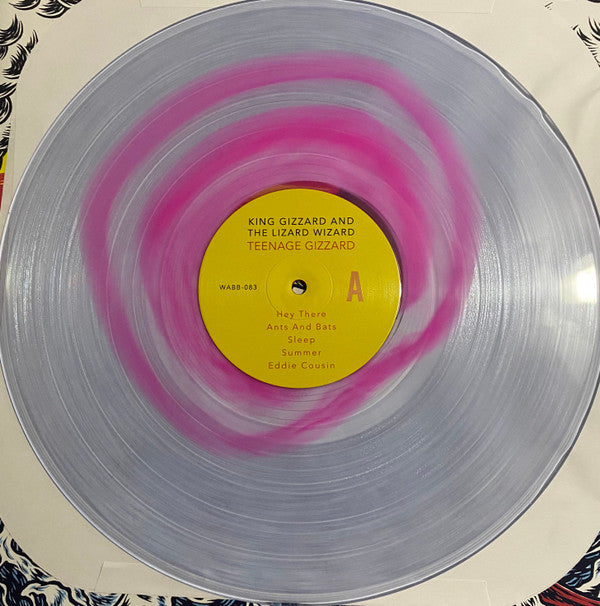 KING GIZZARD AND
THE LIZARD WIZARD
TEENAGE GIZZARD
WABB-083
A
Hey There
Ants And Bats
Sleep
Summer
Eddie Cousin